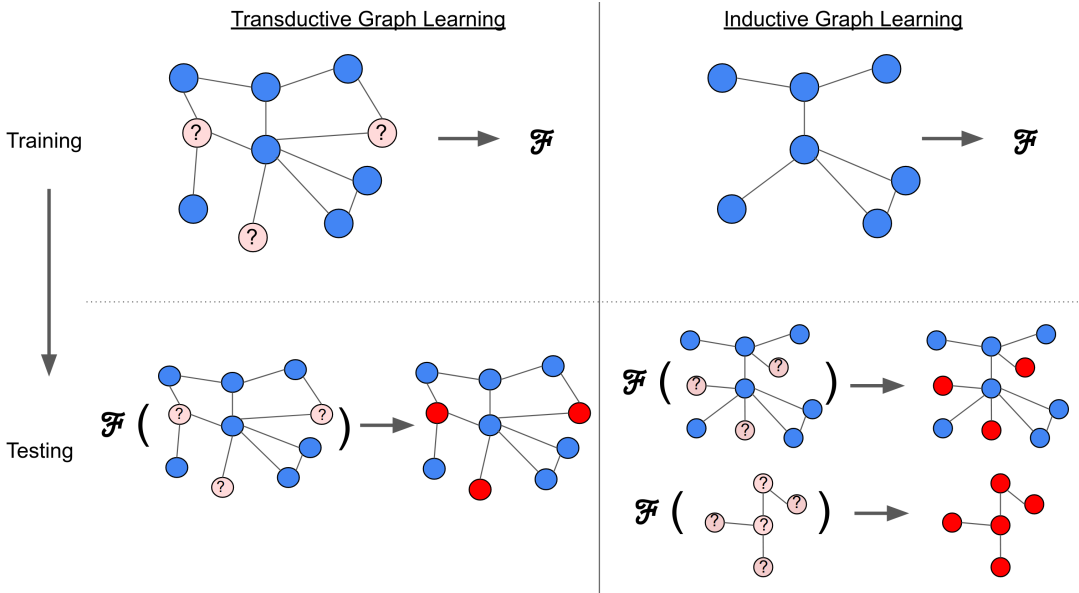 Transductive Graph Learning
Inductive Graph Learning
?
?
Training
ℱ
ℱ
?
?
ℱ ( ? ? )
?
ℱ ( ? )
?
Testing
?
?
ℱ ( ? ? )
?
?